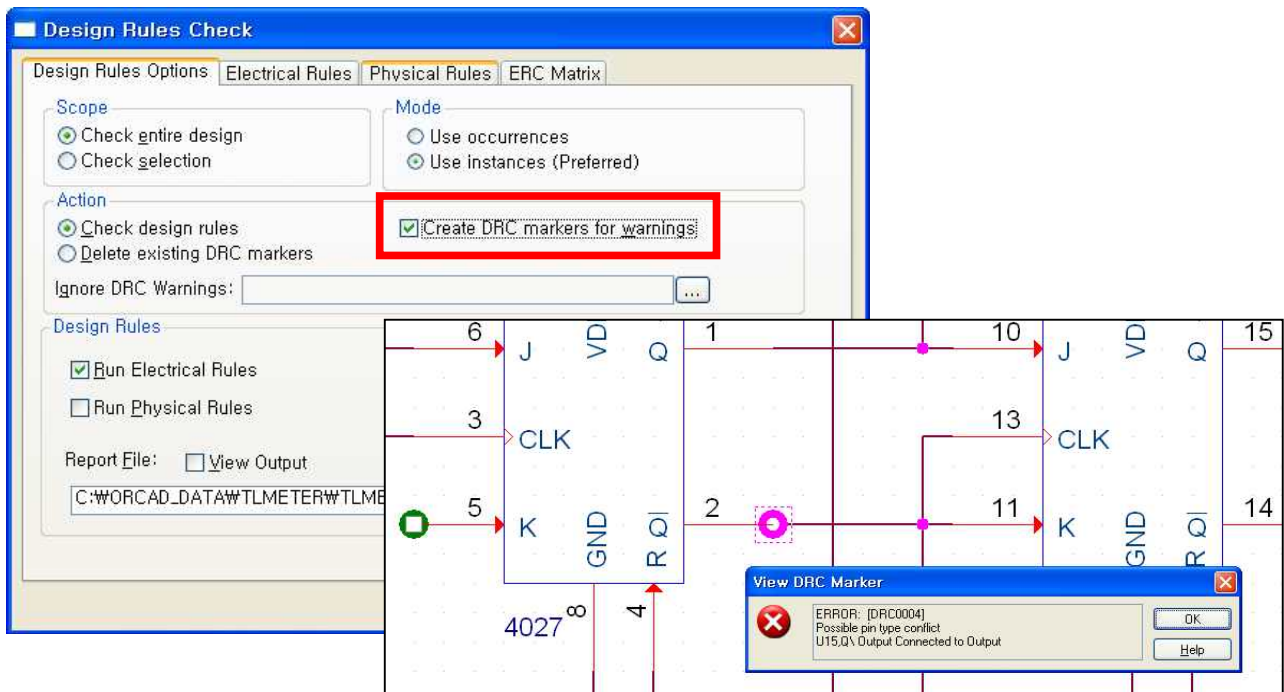 Design Rules Check
Design Rules Options Electrical Rules Physical Rules ERC Matrix
Scope
Check entire design
Check selection
Mode
Use occurrences
Use instances (Preferred)
Action
Check design rules
Create DRC markers for warnings
Delete existing DRC markers
Ignore DRC Warnings:
...
Design Rules
Run Electrical Rules
Run Physical Rules
Report File: View Output
C:₩ORCAD_DATA₩TLMETER₩TLME
6 J VD Q 1 10 J VD Q 15
3 CLK 13 CLK
5 K GND R Q 2 11 K GND R Q 14
4027 8 4
View DRC Marker
ERROR: [DRC0004]
Possible pin type conflict
U15,Q\ Output Connected to Output
OK
Help